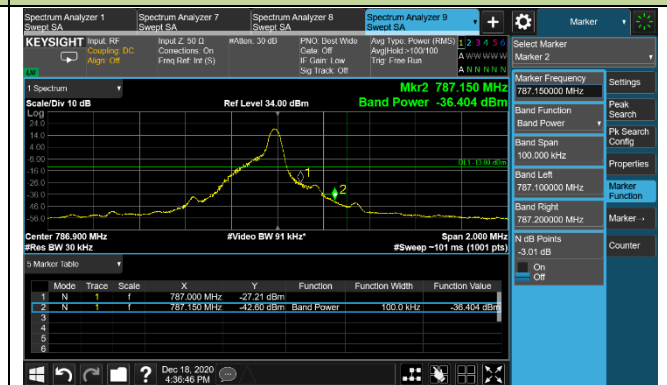 Spectrum Analyzer 1
Swept SA
Spectrum Analyzer 7
Swept SA
Spectrum Analyzer 8
Swept SA
Spectrum Analyzer 9
Swept SA
Marker
KEYSIGHT
Input: RF
Coupling: DC
Align: Off
Input Z: 50 Ω
Corrections: On
Freq Ref: Int (S)
#Atten: 30 dB
PNO: Best Wide
Gate: Off
IF Gain: Low
Sig Track: Off
Avg Type: Power (RMS)
Avg|Hold:>100/100
Trig: Free Run
1 2 3 4 5 6
A W W W W W
A N N N N N
LW
1 Spectrum
Scale/Div 10 dB
Ref Level 34.00 dBm
Mkr2 787.150 MHz
Band Power -36.404 dBm
Log
24.0
14.0
4.00
-6.00
-16.0
-26.0
-36.0
-46.0
-56.0
DL1 -13.00 dBm
1
2
Center 786.900 MHz
#Res BW 30 kHz
#Video BW 91 kHz*
Span 2.000 MHz
#Sweep ~101 ms (1001 pts)
5 Marker Table
Mode Trace Scale X Y Function Function Width Function Value
1 N 1 f 787.000 MHz -27.21 dBm
2 N 1 f 787.150 MHz -42.60 dBm Band Power 100.0 kHz -36.404 dBm
3
4
5
6
Select Marker
Marker 2
Marker Frequency
787.150000 MHz
Band Function
Band Power
Band Span
100.000 kHz
Band Left
787.100000 MHz
Band Right
787.200000 MHz
N dB Points
-3.01 dB
On
Off
Settings
Peak
Search
Pk Search
Config
Properties
Marker
Function
Marker→
Counter
Dec 18, 2020
4:36:46 PM